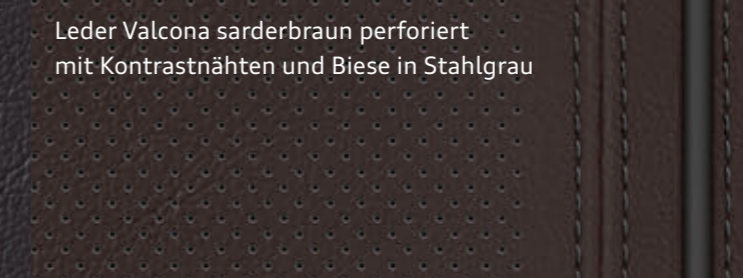 Leder Valcona sarderbraun perforiert
mit Kontrastnähten und Biese in Stahlgrau